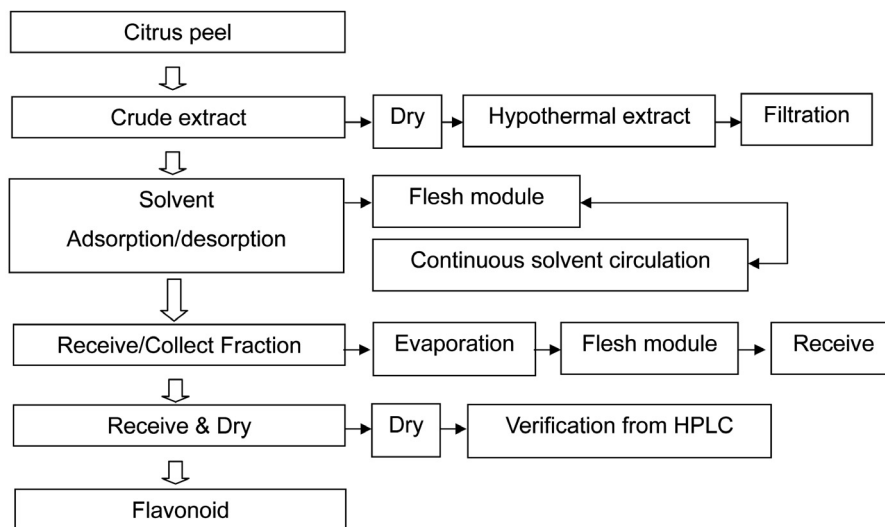 Citrus peel
Crude extract
Dry
Hypothermal extract
Filtration
Solvent
Adsorption/desorption
Flesh module
Continuous solvent circulation
Receive/Collect Fraction
Evaporation
Flesh module
Receive
Receive & Dry
Dry
Verification from HPLC
Flavonoid